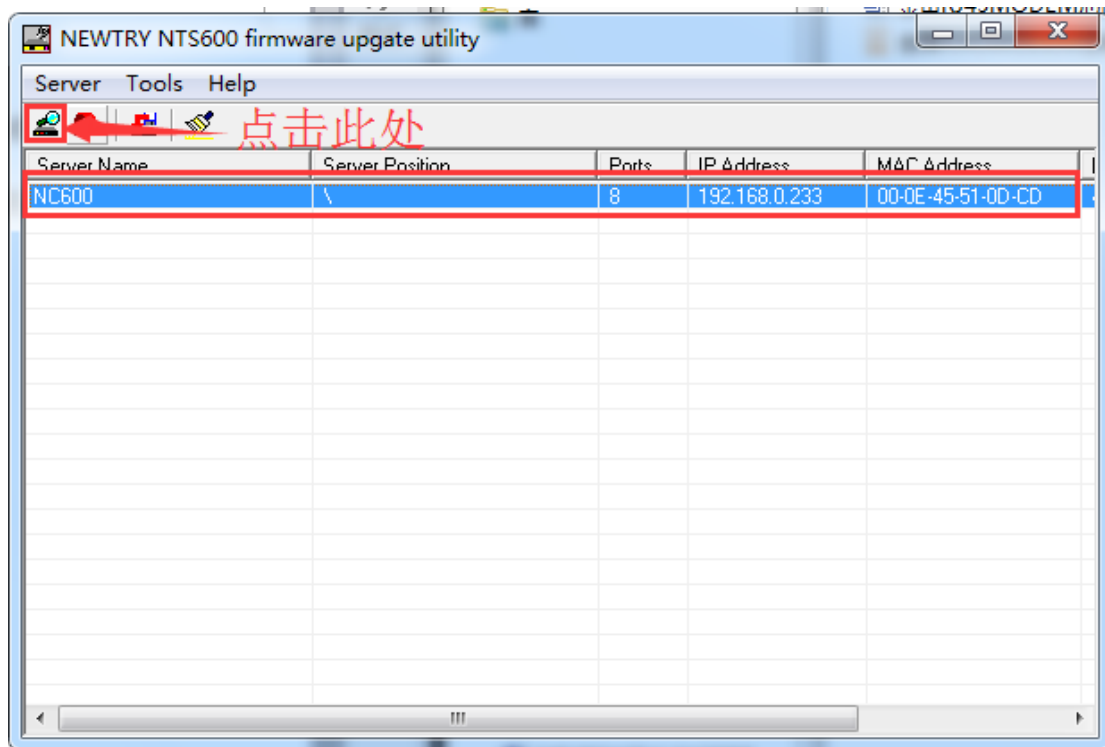 NEWTRY NTS600 firmware upgate utility
Server Tools Help
点击此处
Server Name Server Position Ports IP Address MAC Address
NC600 \ 8 192.168.0.233 00-0E-45-51-0D-CD